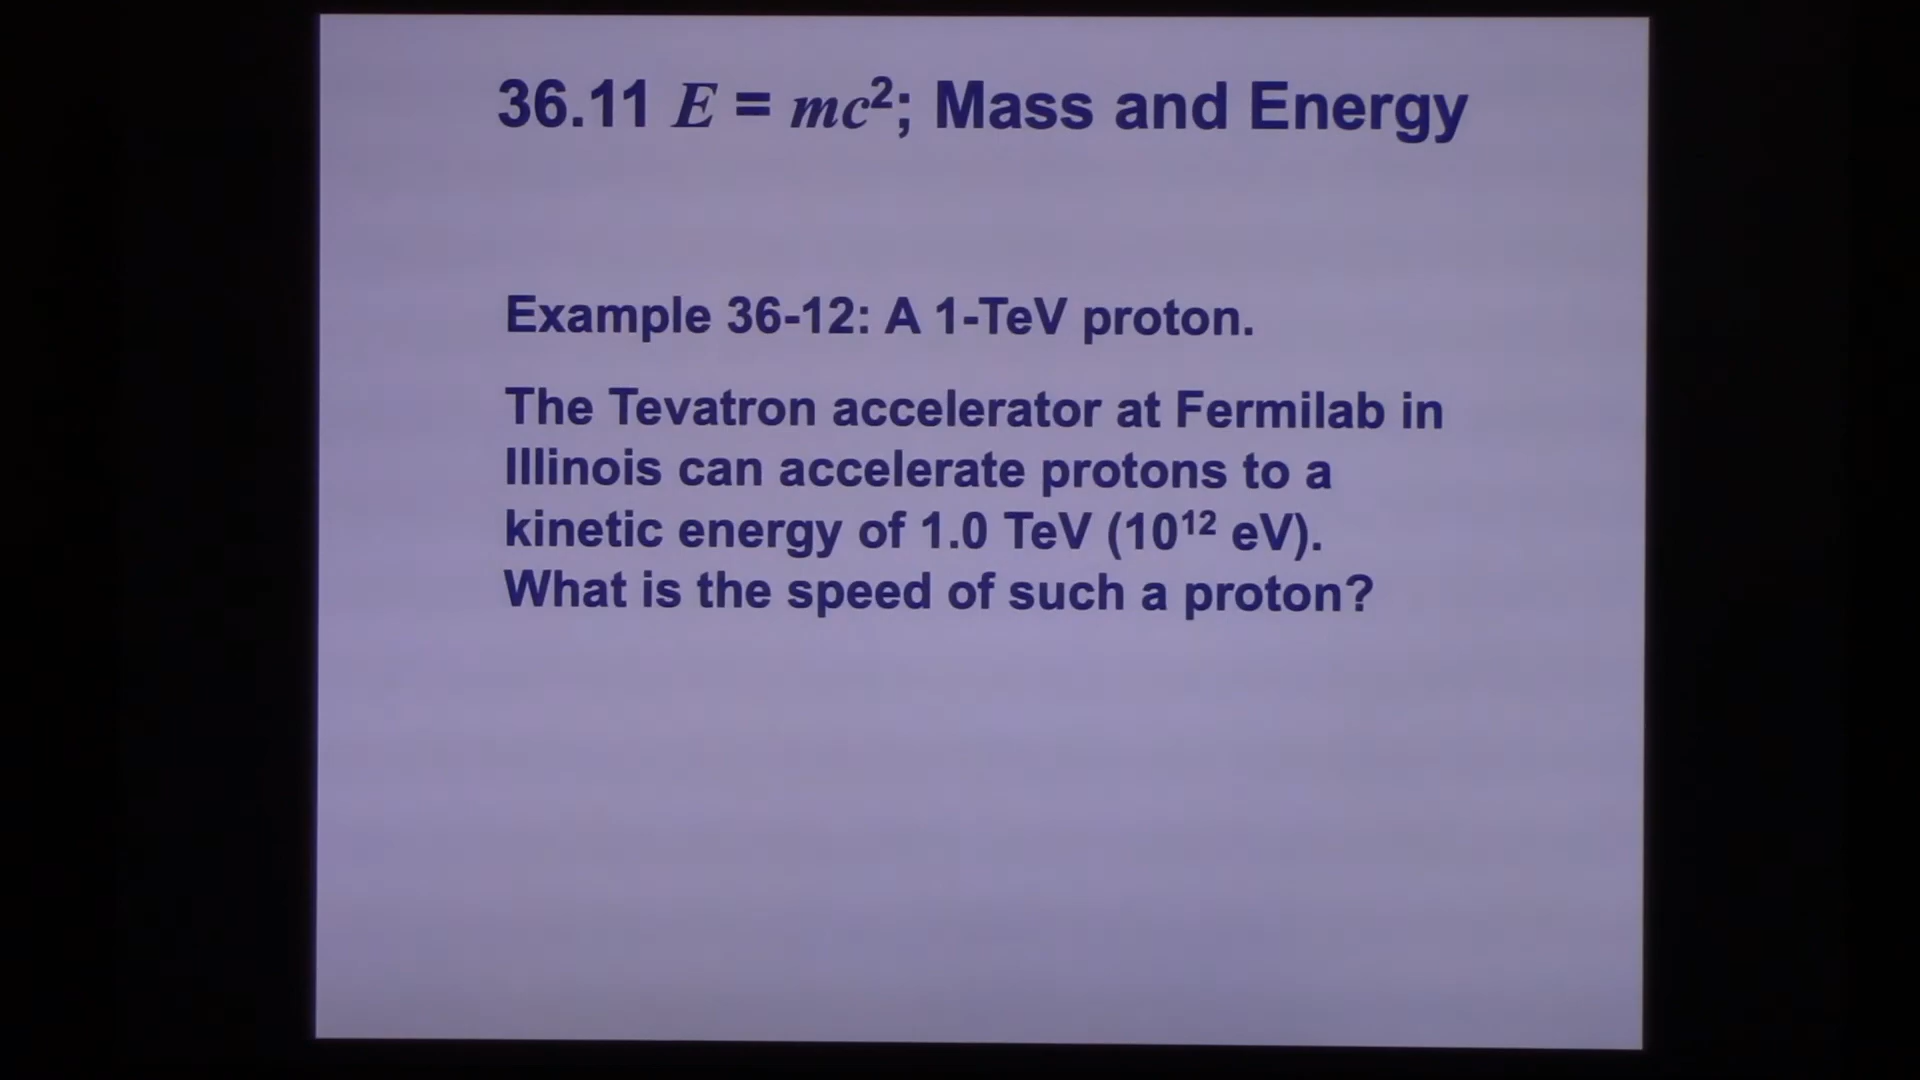 36.11 E = mc²; Mass and Energy
Example 36-12: A 1-TeV proton.
The Tevatron accelerator at Fermilab in
Illinois can accelerate protons to a
kinetic energy of 1.0 TeV (10¹² eV).
What is the speed of such a proton?